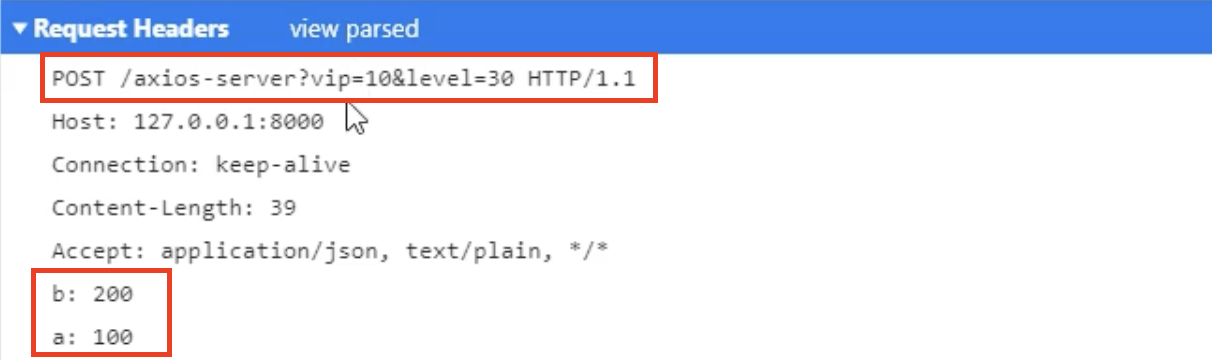 Request Headers view parsed
POST /axios-server?vip=10&level=30 HTTP/1.1
Host: 127.0.0.1:8000
Connection: keep-alive
Content-Length: 39
Accept: application/json, text/plain, */*
b: 200
a: 100